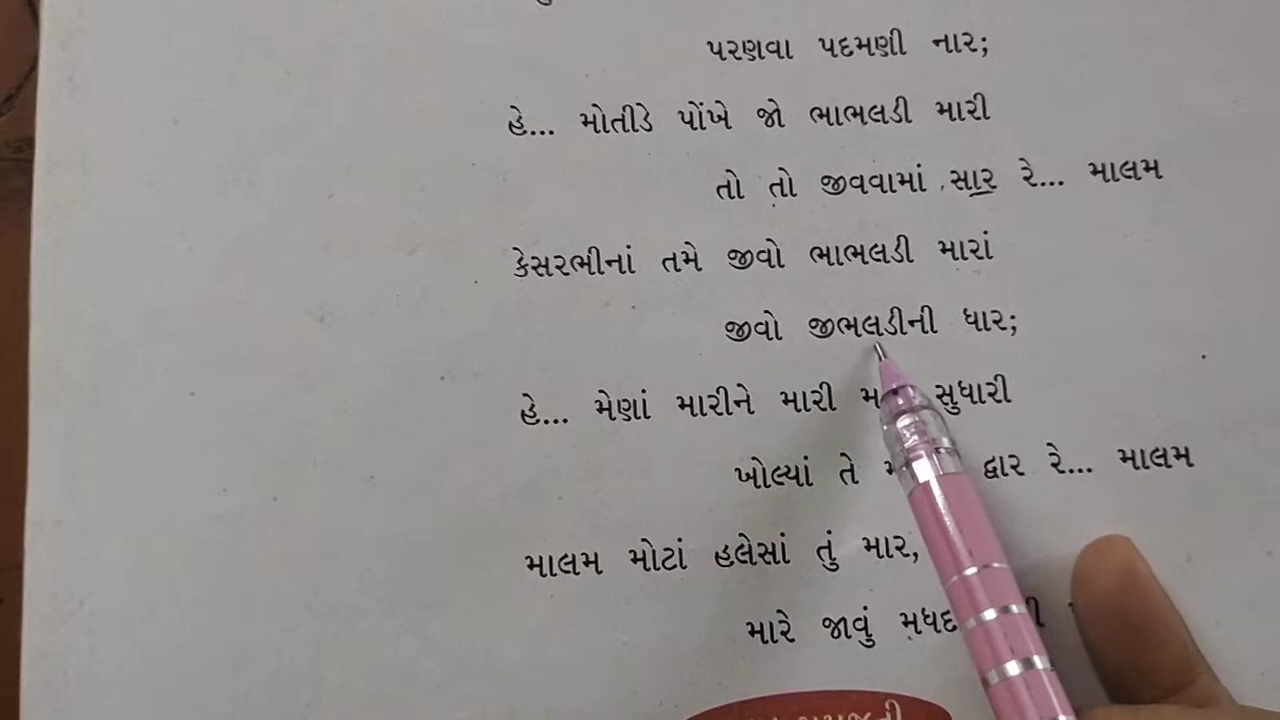 પરણવા પદમણી નાર;
હે... મોતીડે પોંખે જો ભાભલડી મારી
તો તો જીવવામાં સાર રે... માલમ
કેસરભીનાં તમે જીવો ભાભલડી મારાં
જીવો જીભલડીની ધાર;
હે... મેણાં મારીને મારી સુધારી
ખોલ્યાં તે દ્વાર રે... માલમ
માલમ મોટાં હલેસાં તું માર,
મારે જાવું